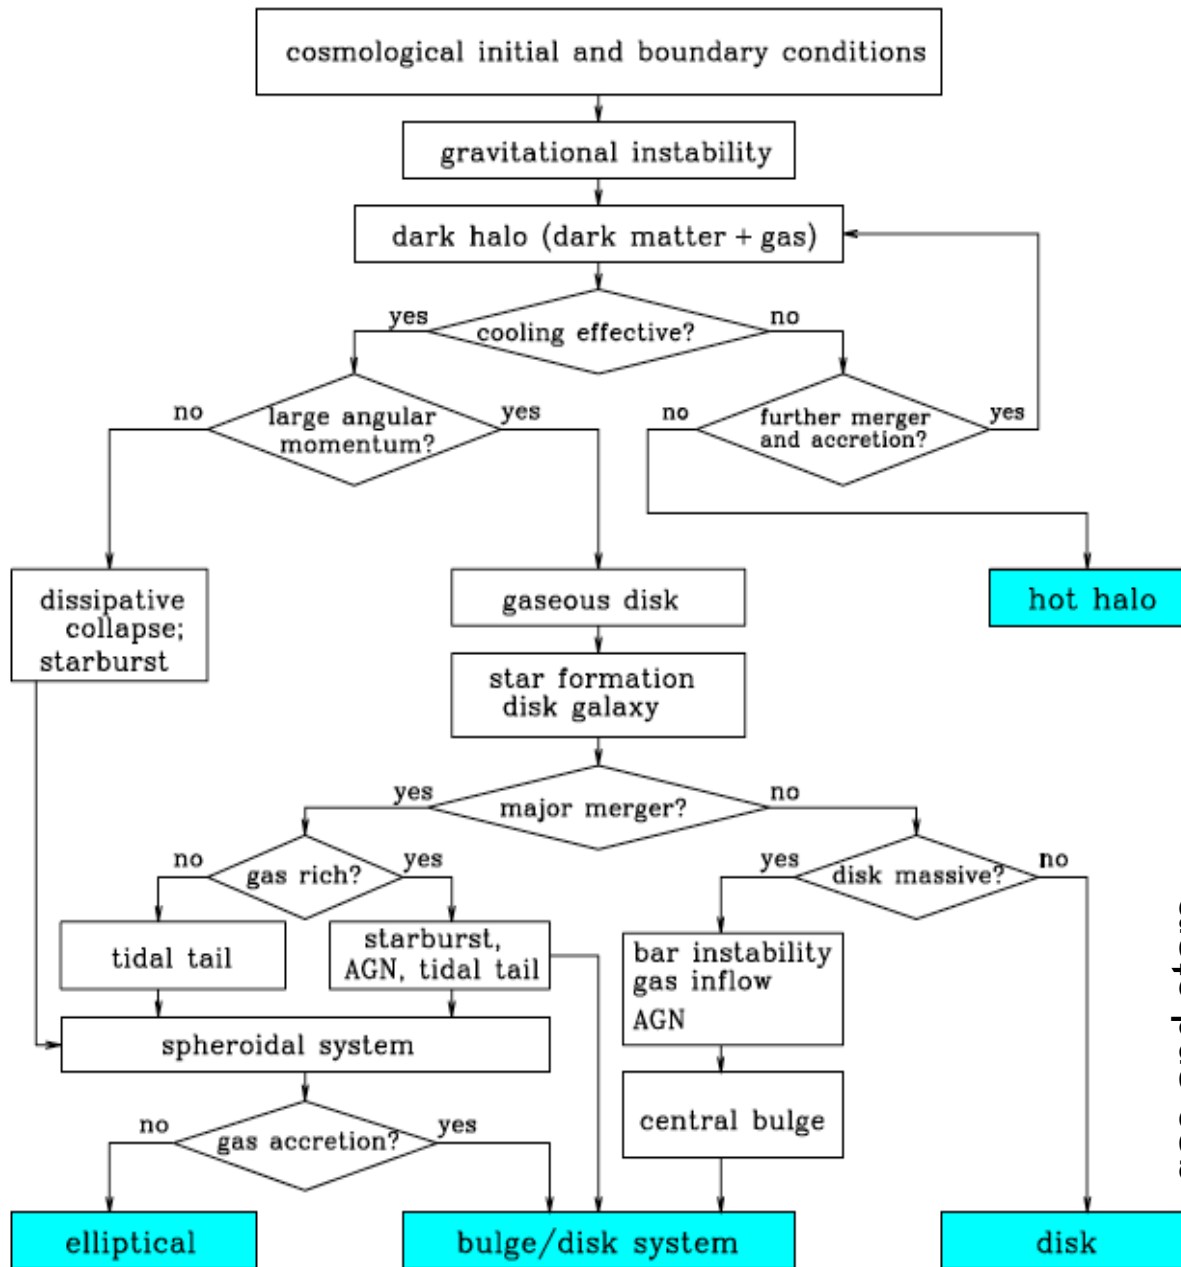 cosmological initial and boundary conditions
gravitational instability
dark halo (dark matter + gas)
yes
no
cooling effective?
no
large angular
momentum?
yes
no
further merger
and accretion?
yes
dissipative
collapse;
starburst
gaseous disk
hot halo
star formation
disk galaxy
yes
major merger?
no
no
gas rich?
yes
yes
disk massive?
no
tidal tail
starburst,
AGN, tidal tail
bar instability
gas inflow
AGN
spheroidal system
central bulge
no
gas accretion?
yes
elliptical
bulge/disk system
disk